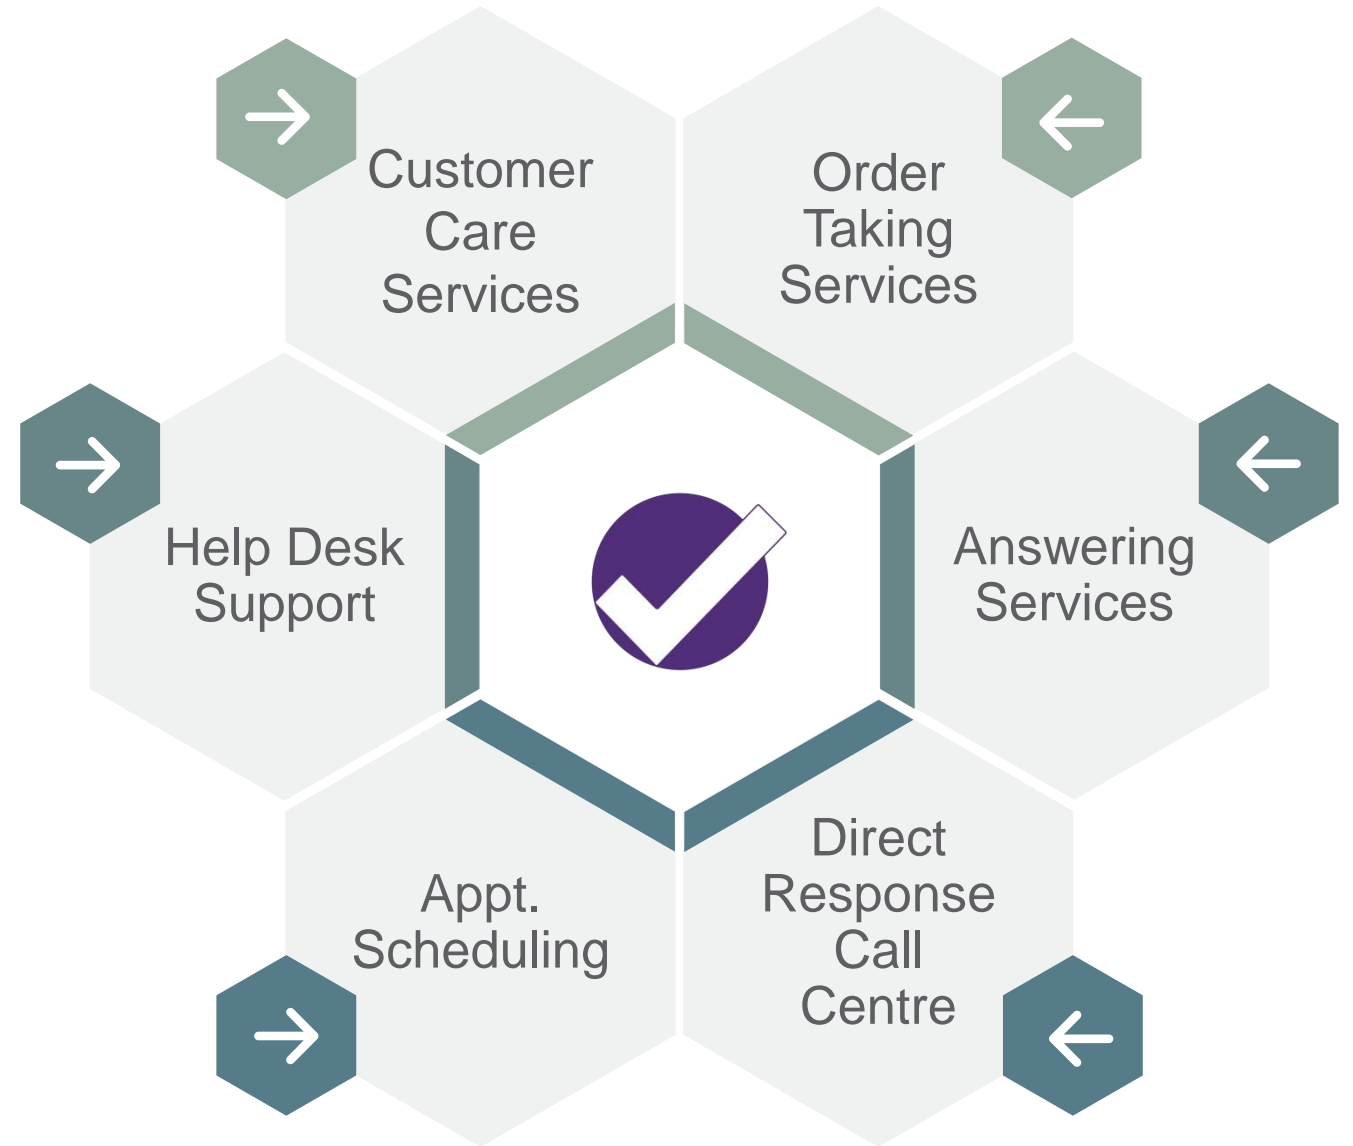 Customer
Care
Services
Order
Taking
Services
Help Desk
Support
Answering
Services
Appt.
Scheduling
Direct
Response
Call
Centre